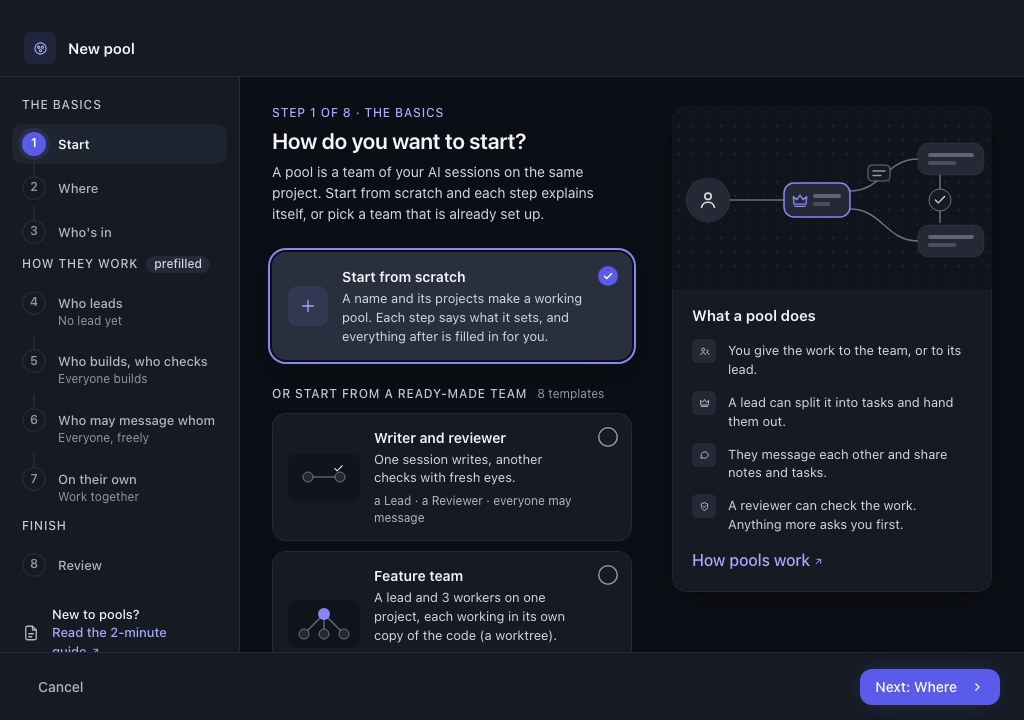 New pool
THE BASICS
1 Start
2 Where
3 Who's in
HOW THEY WORK prefilled
4 Who leads
No lead yet
5 Who builds, who checks
Everyone builds
6 Who may message whom
Everyone, freely
7 On their own
Work together
FINISH
8 Review
New to pools?
Read the 2-minute
guide ↗
STEP 1 OF 8 · THE BASICS
How do you want to start?
A pool is a team of your AI sessions on the same
project. Start from scratch and each step explains
itself, or pick a team that is already set up.
Start from scratch
A name and its projects make a working
pool. Each step says what it sets, and
everything after is filled in for you.
OR START FROM A READY-MADE TEAM 8 templates
Writer and reviewer
One session writes, another
checks with fresh eyes.
a Lead · a Reviewer · everyone may
message
Feature team
A lead and 3 workers on one
project, each working in its own
copy of the code (a worktree).
What a pool does
You give the work to the team, or to its
lead.
A lead can split it into tasks and hand
them out.
They message each other and share
notes and tasks.
A reviewer can check the work.
Anything more asks you first.
How pools work ↗
Cancel
Next: Where